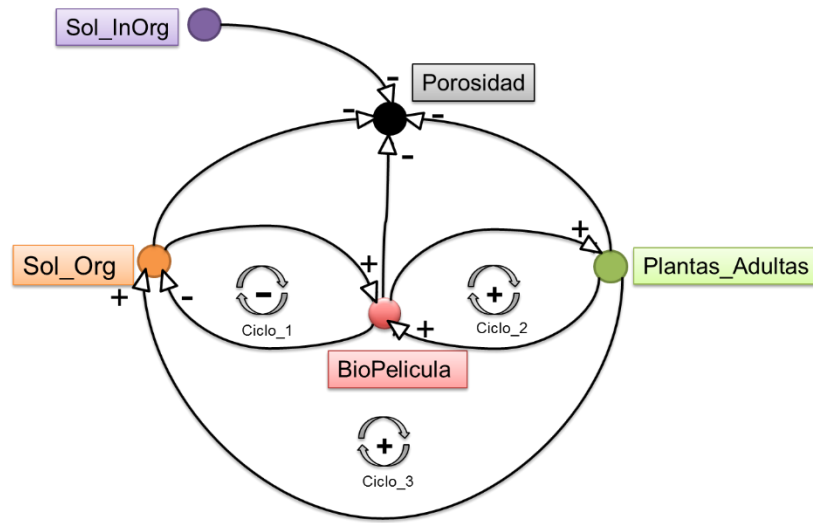 Sol_InOrg
-
Porosidad
-
-
-
Sol_Org
+
-
+
-
Ciclo_1
+
+
Ciclo_2
+
Plantas_Adultas
BioPelicula
+
Ciclo_3